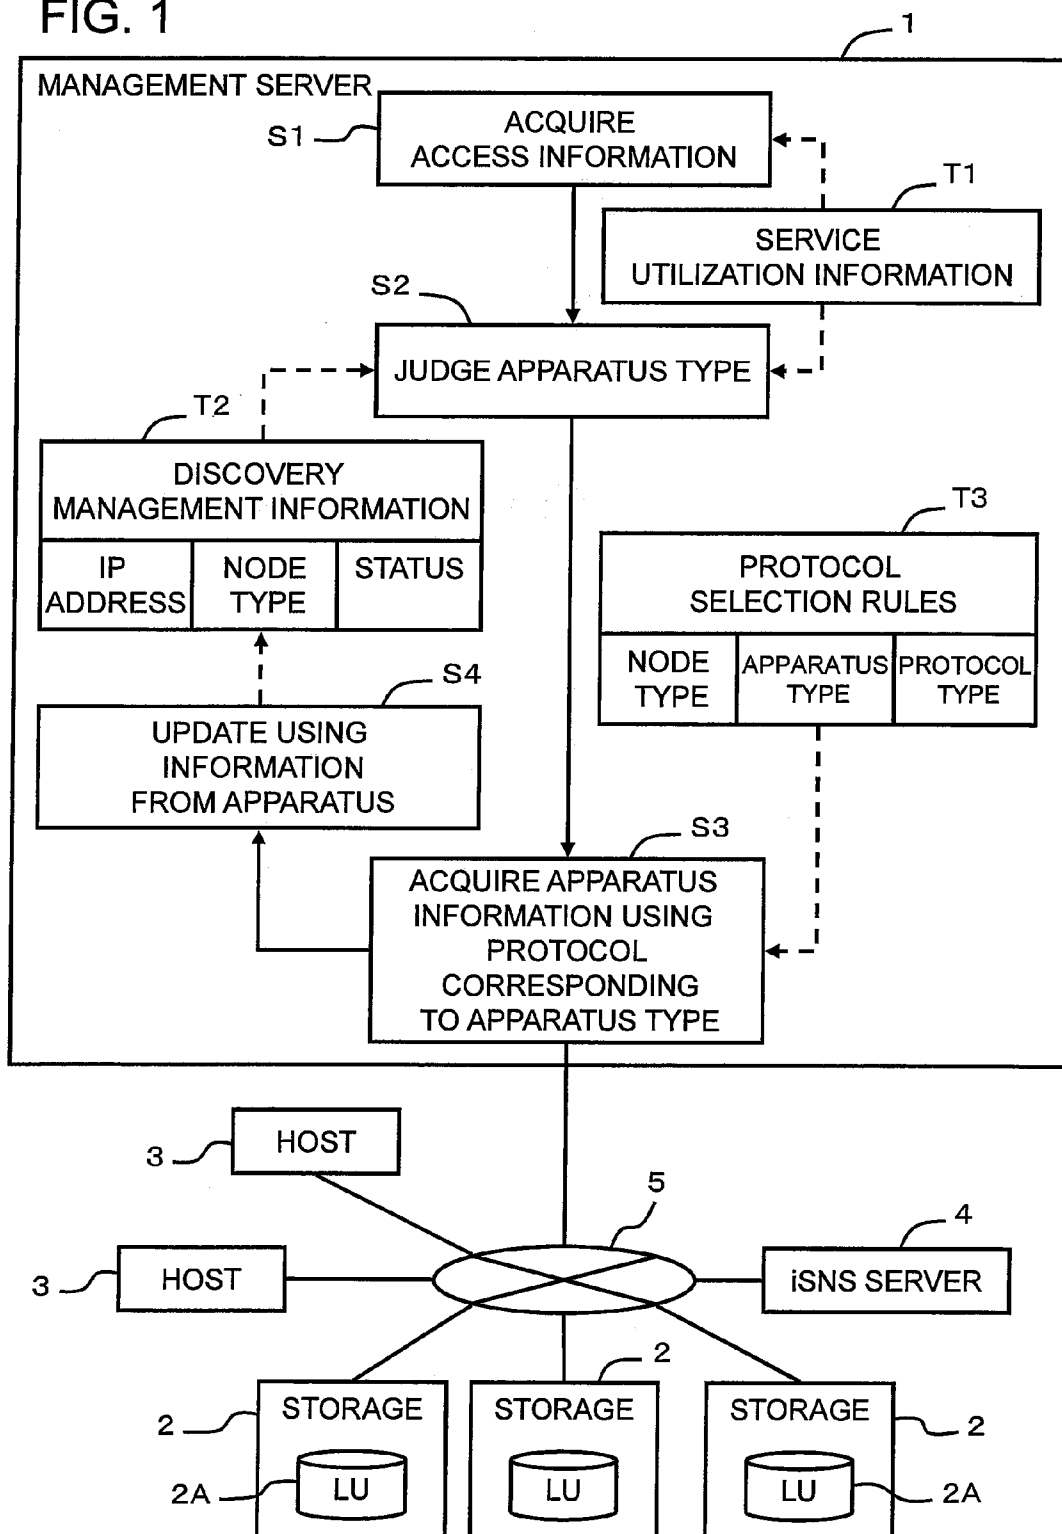 FIG. 1
1
MANAGEMENT SERVER
S1
ACQUIRE
ACCESS INFORMATION
T1
SERVICE
UTILIZATION INFORMATION
S2
JUDGE APPARATUS TYPE
T2
DISCOVERY
MANAGEMENT INFORMATION
IP
ADDRESS
NODE
TYPE
STATUS
T3
PROTOCOL
SELECTION RULES
NODE
TYPE
APPARATUS
TYPE
PROTOCOL
TYPE
S4
UPDATE USING
INFORMATION
FROM APPARATUS
S3
ACQUIRE APPARATUS
INFORMATION USING
PROTOCOL
CORRESPONDING
TO APPARATUS TYPE
3
HOST
5
4
3
HOST
iSNS SERVER
2
STORAGE
2
STORAGE
STORAGE
2
2A
LU
LU
LU
2A